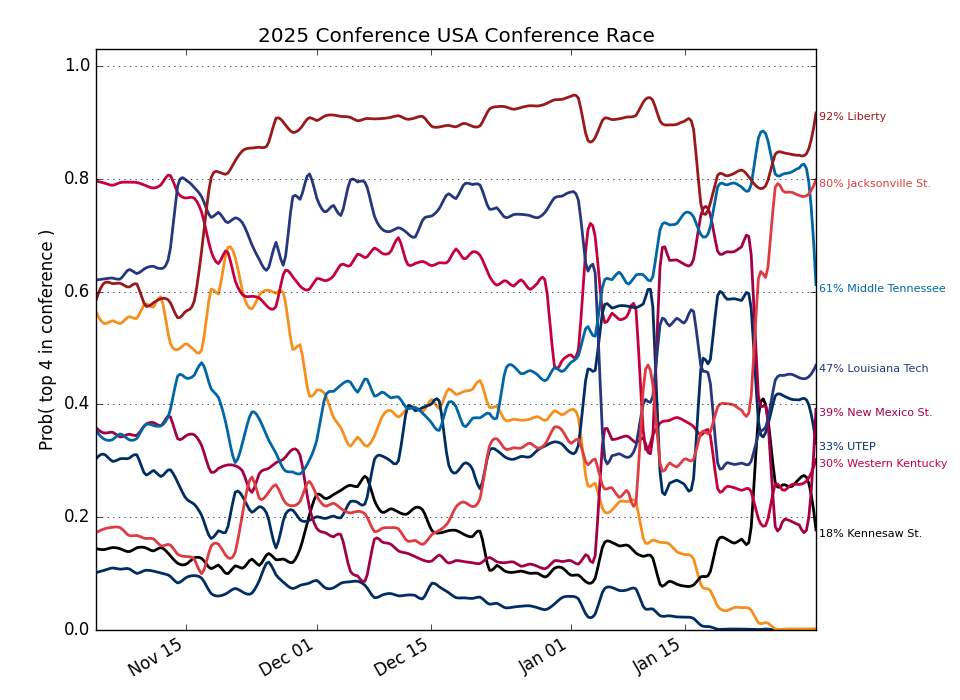 2025 Conference USA Conference Race
Prob( top 4 in conference )
1.0
0.8
0.6
0.4
0.2
0.0
Nov 15
Dec 01
Dec 15
Jan 01
Jan 15
92% Liberty
80% Jacksonville St.
61% Middle Tennessee
47% Louisiana Tech
39% New Mexico St.
33% UTEP
30% Western Kentucky
18% Kennesaw St.